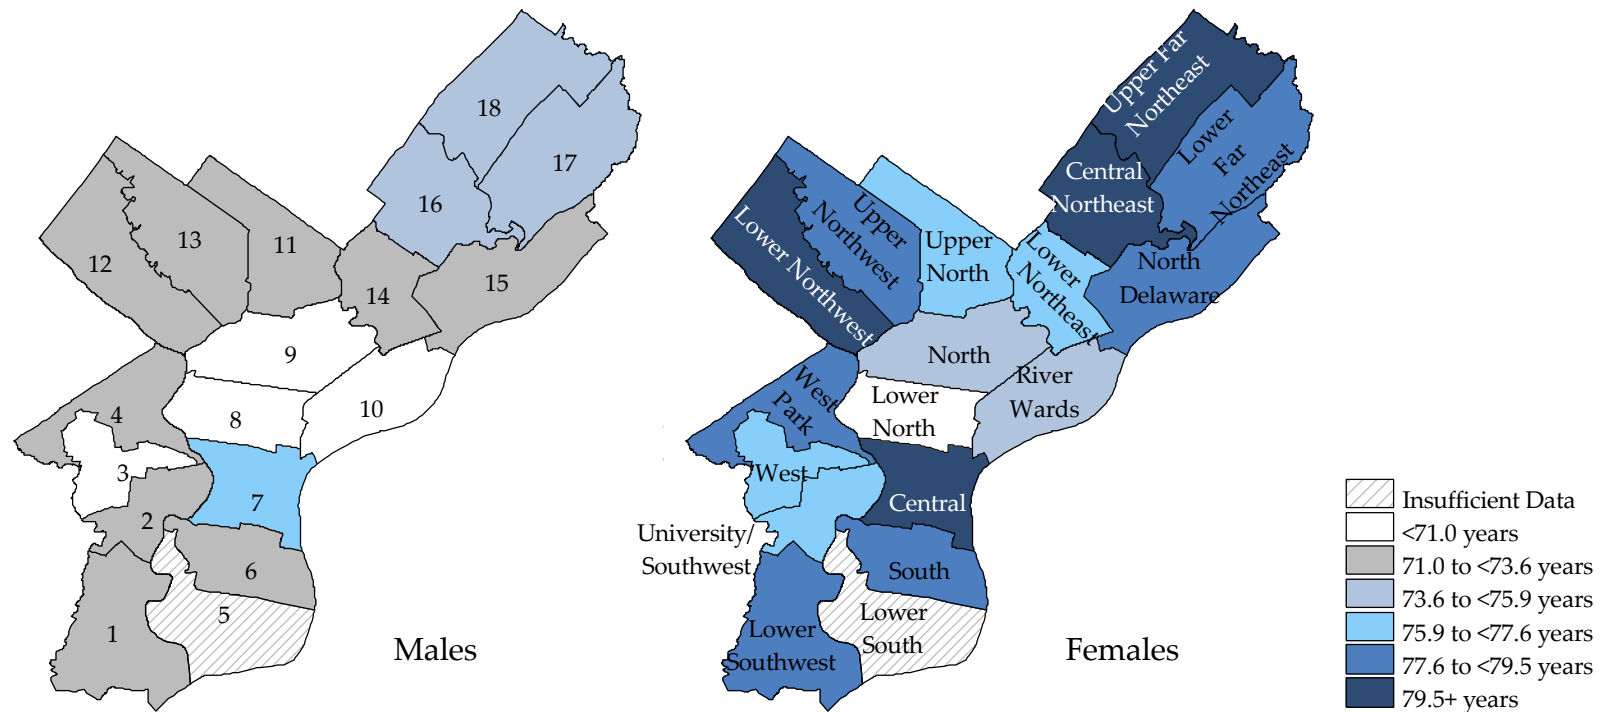 18
17
16
13
11
12
15
14
9
10
8
4
3
7
2
6
5
1
Males
Upper Far
Northeast
Lower
Far
Northeast
Central
Northeast
Upper
Northwest
Lower Northwest
Upper
North
Lower
Northeast
North
Delaware
North
River
Wards
West
Park
Lower
North
West
Central
University/
Southwest
South
Lower
South
Lower
Southwest
Females
Insufficient Data
<71.0 years
71.0 to <73.6 years
73.6 to <75.9 years
75.9 to <77.6 years
77.6 to <79.5 years
79.5+ years